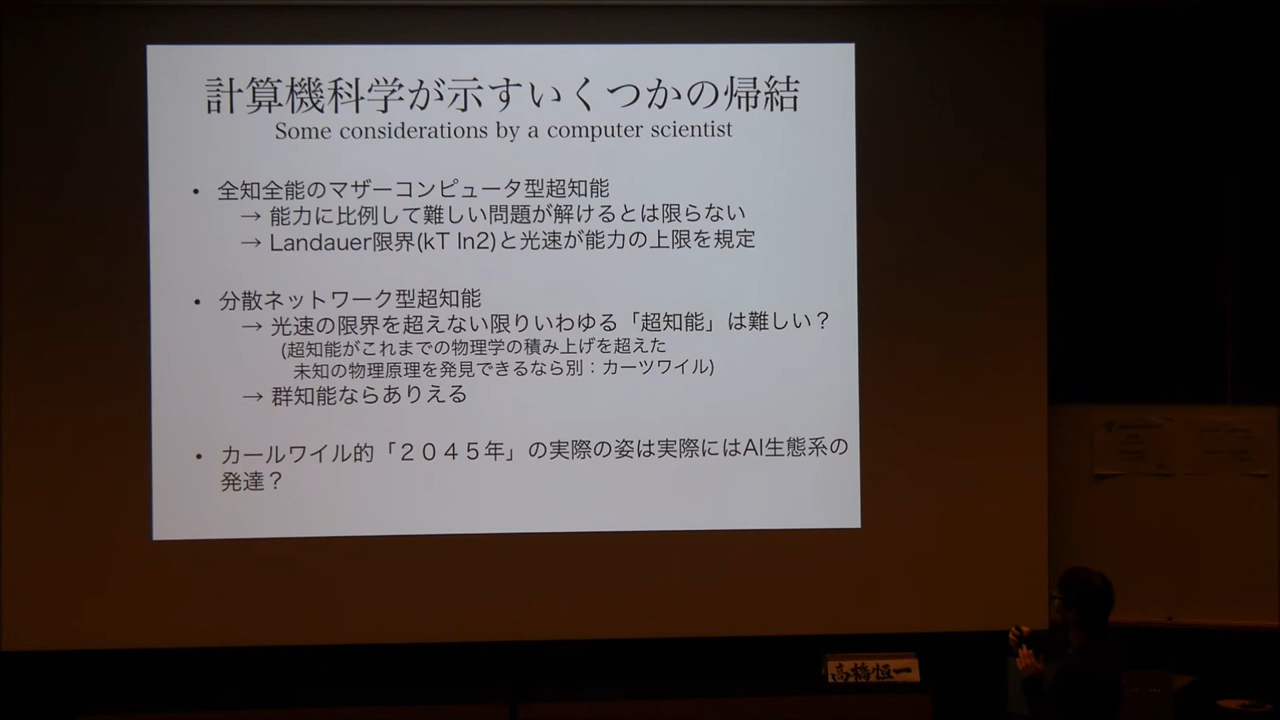 計算機科学が示すいくつかの帰結
Some considerations by a computer scientist
• 全知全能のマザーコンピュータ型超知能
→ 能力に比例して難しい問題が解けるとは限らない
→ Landauer限界(kT ln2)と光速が能力の上限を規定
• 分散ネットワーク型超知能
→ 光速の限界を超えない限りいわゆる「超知能」は難しい？
(超知能がこれまでの物理学の積み上げを超えた
未知の物理原理を発見できるなら別：カーツワイル)
→ 群知能ならありえる
• カールワイル的「２０４５年」の実際の姿は実際にはAI生態系の
発達？
高橋恒一